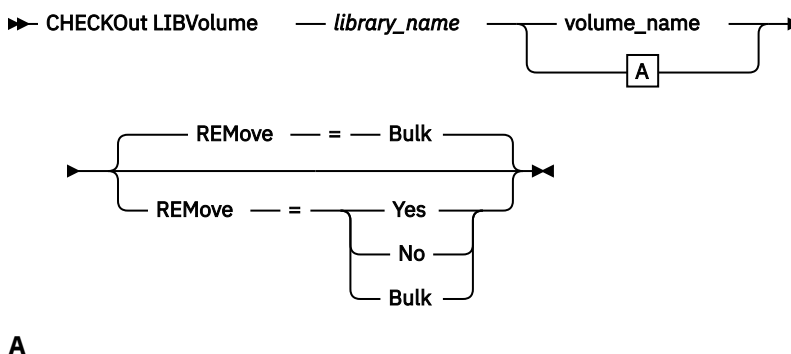 CHECKOut LIBVolume library_name volume_name
A
REMove = Bulk
REMove = Yes
No
Bulk
A